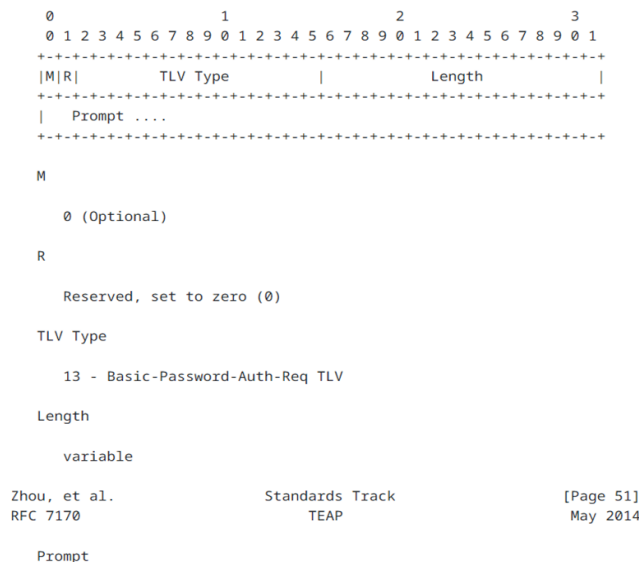 0                   1                   2                   3
0 1 2 3 4 5 6 7 8 9 0 1 2 3 4 5 6 7 8 9 0 1 2 3 4 5 6 7 8 9 0 1
+-+-+-+-+-+-+-+-+-+-+-+-+-+-+-+-+-+-+-+-+-+-+-+-+-+-+-+-+-+-+-+-+
|M|R|         TLV Type          |            Length             |
+-+-+-+-+-+-+-+-+-+-+-+-+-+-+-+-+-+-+-+-+-+-+-+-+-+-+-+-+-+-+-+-+
|   Prompt ....
+-+-+-+-+-+-+-+-+-+-+-+-+-+-+-+-+-+-+-+-+-+-+-+-+-+-+-+-+-+-+-+-+
M
0 (Optional)
R
Reserved, set to zero (0)
TLV Type
13 - Basic-Password-Auth-Req TLV
Length
variable
Zhou, et al.                 Standards Track                   [Page 51]
RFC 7170                          TEAP                          May 2014
Prompt